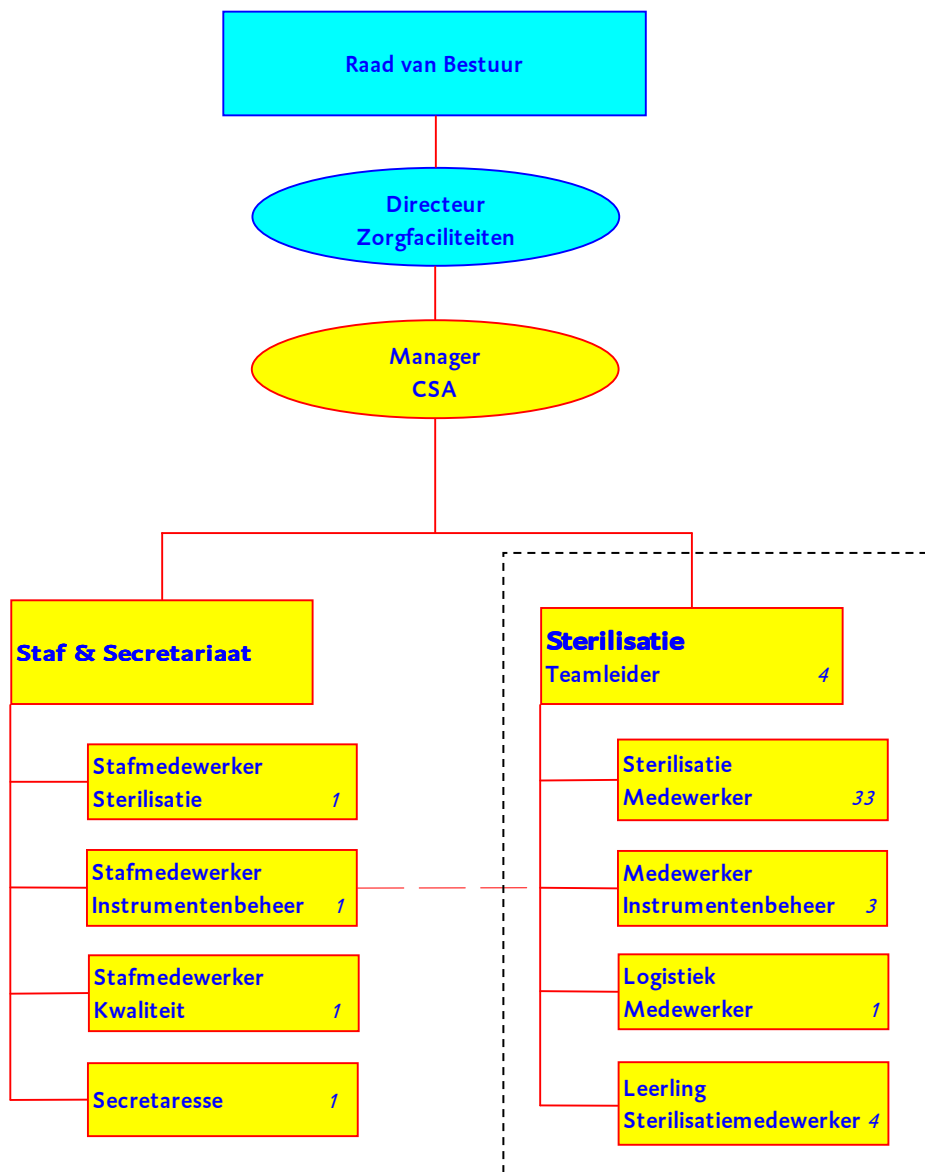 Raad van Bestuur
Directeur
Zorgfaciliteiten
Manager
CSA
Staf & Secretariaat
Stafmedewerker
Sterilisatie 1
Stafmedewerker
Instrumentenbeheer 1
Stafmedewerker
Kwaliteit 1
Secretaresse 1
Sterilisatie
Teamleider 4
Sterilisatie
Medewerker 33
Medewerker
Instrumentenbeheer 3
Logistiek
Medewerker 1
Leerling
Sterilisatiemedewerker 4